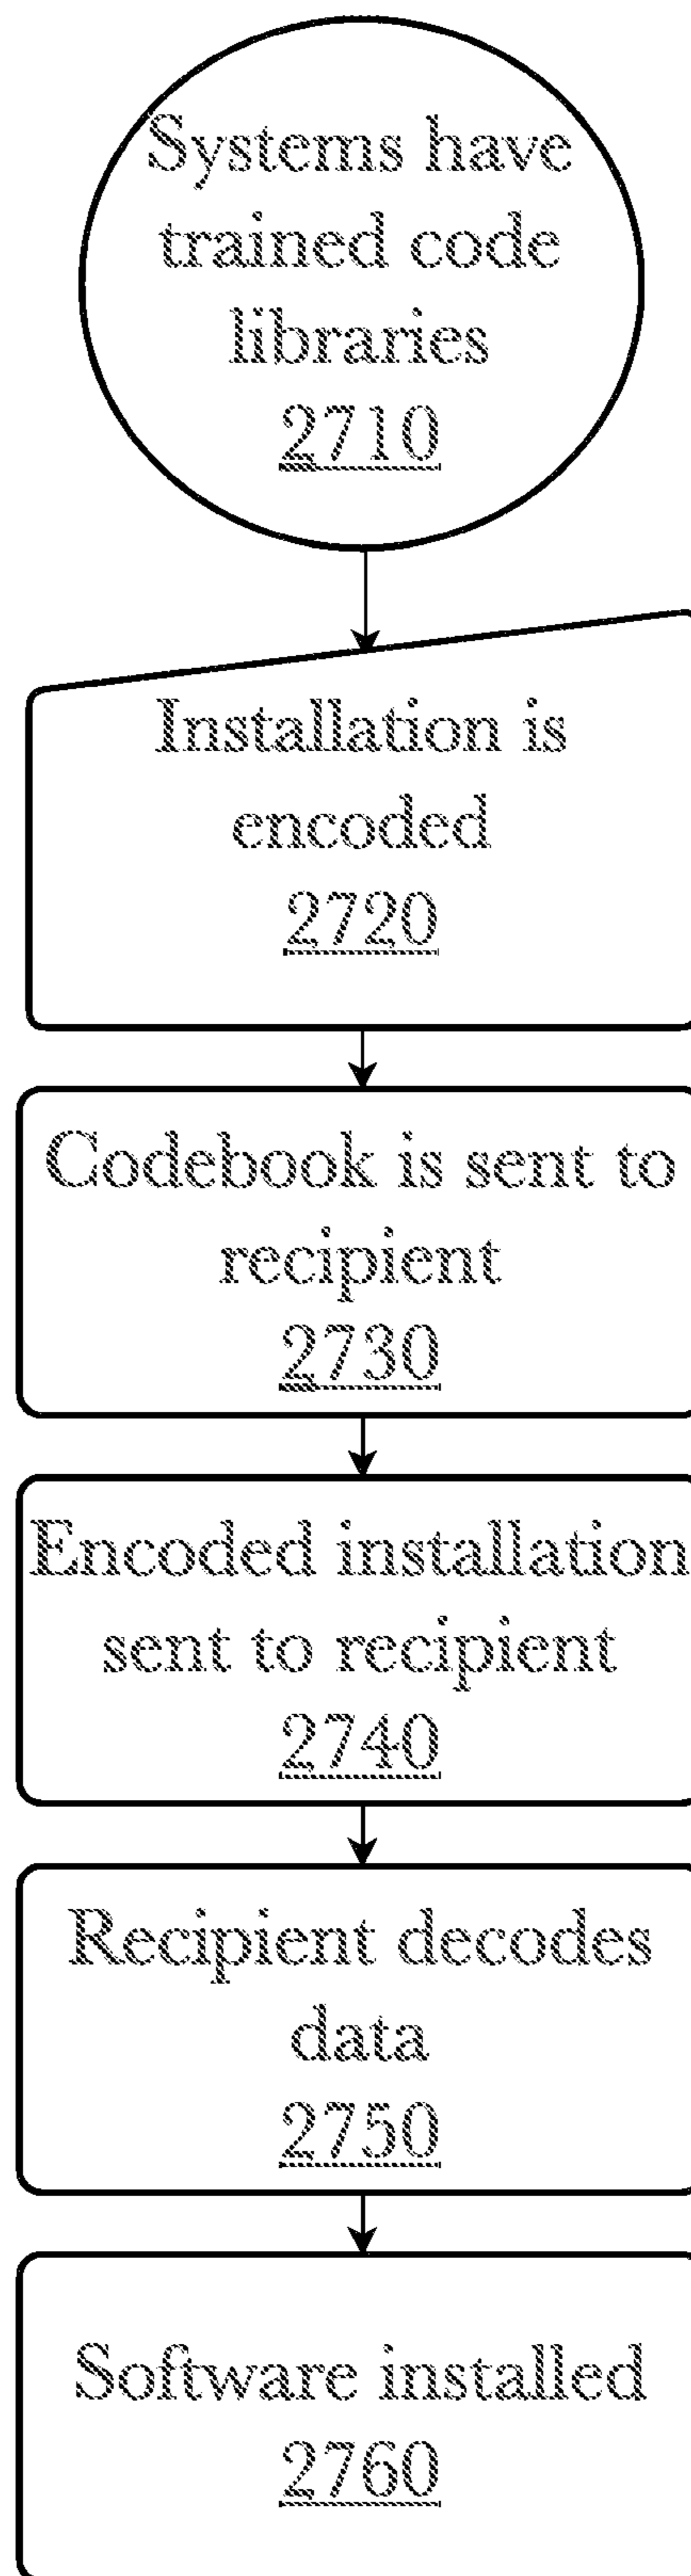 Systems have
trained code
libraries
2710
Installation is
encoded
2720
Codebook is sent to
recipient
2730
Encoded installation
sent to recipient
2740
Recipient decodes
data
2750
Software installed
2760